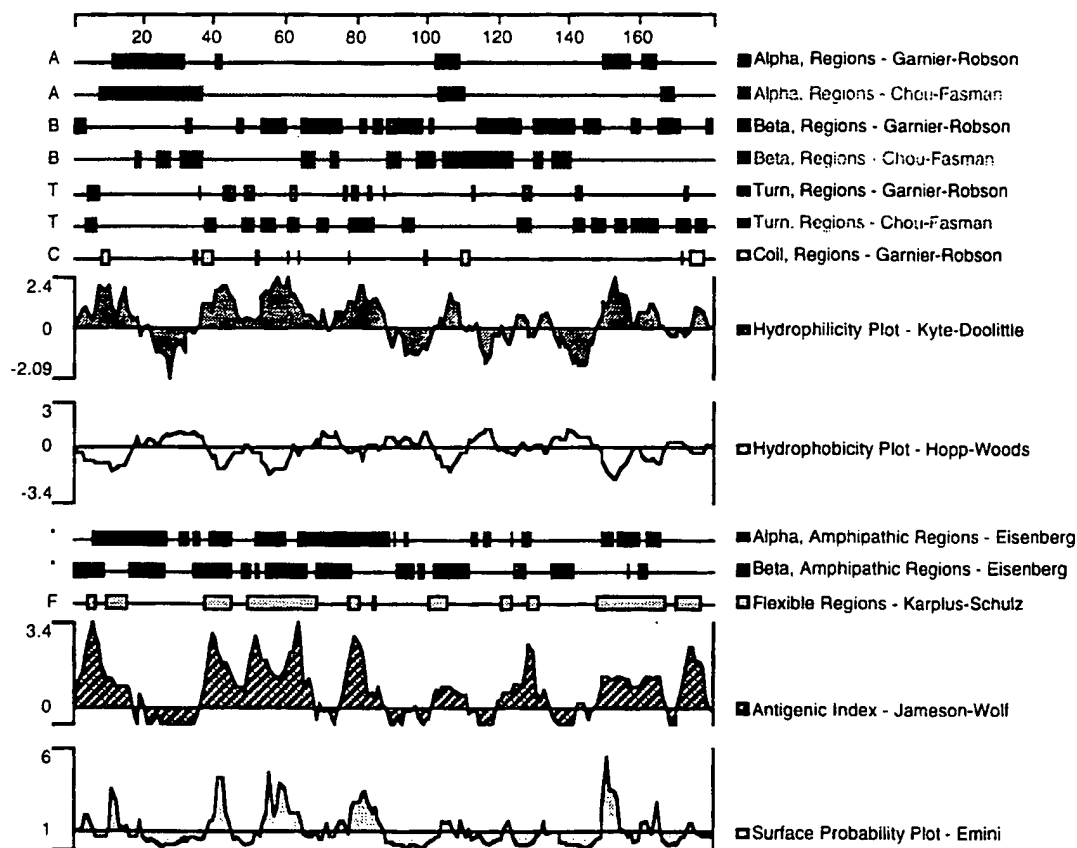 20 40 60 80 100 120 140 160
A Alpha, Regions - Garnier-Robson
A Alpha, Regions - Chou-Fasman
B Beta, Regions - Garnier-Robson
B Beta, Regions - Chou-Fasman
T Turn, Regions - Garnier-Robson
T Turn, Regions - Chou-Fasman
C Coil, Regions - Garnier-Robson
2.4
0 Hydrophilicity Plot - Kyte-Doolittle
-2.09
3
0 Hydrophobicity Plot - Hopp-Woods
-3.4
Alpha, Amphipathic Regions - Eisenberg
Beta, Amphipathic Regions - Eisenberg
F Flexible Regions - Karplus-Schulz
3.4
0 Antigenic Index - Jameson-Wolf
6
1 Surface Probability Plot - Emini